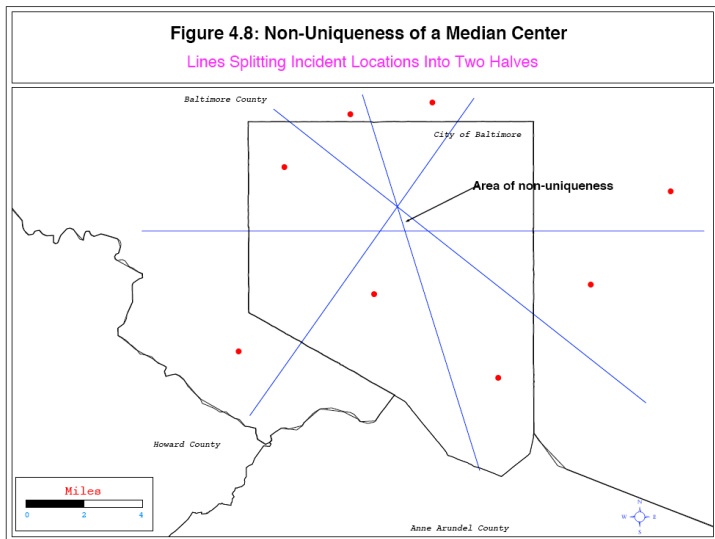 Figure 4.8: Non-Uniqueness of a Median Center
Lines Splitting Incident Locations Into Two Halves
Baltimore County
City of Baltimore
Area of non-uniqueness
Howard County
Miles
0 2 4
Anne Arundel County
N
W E
S